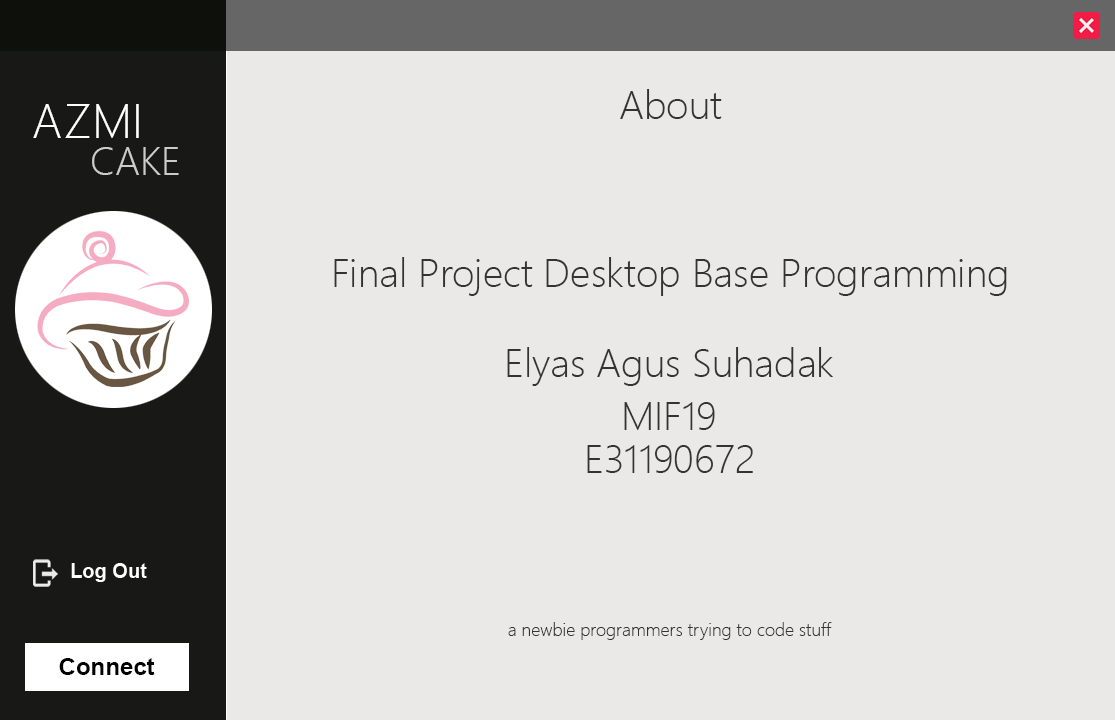 AZMI
CAKE
Log Out
Connect
About
Final Project Desktop Base Programming
Elyas Agus Suhadak
MIF19
E31190672
a newbie programmers trying to code stuff